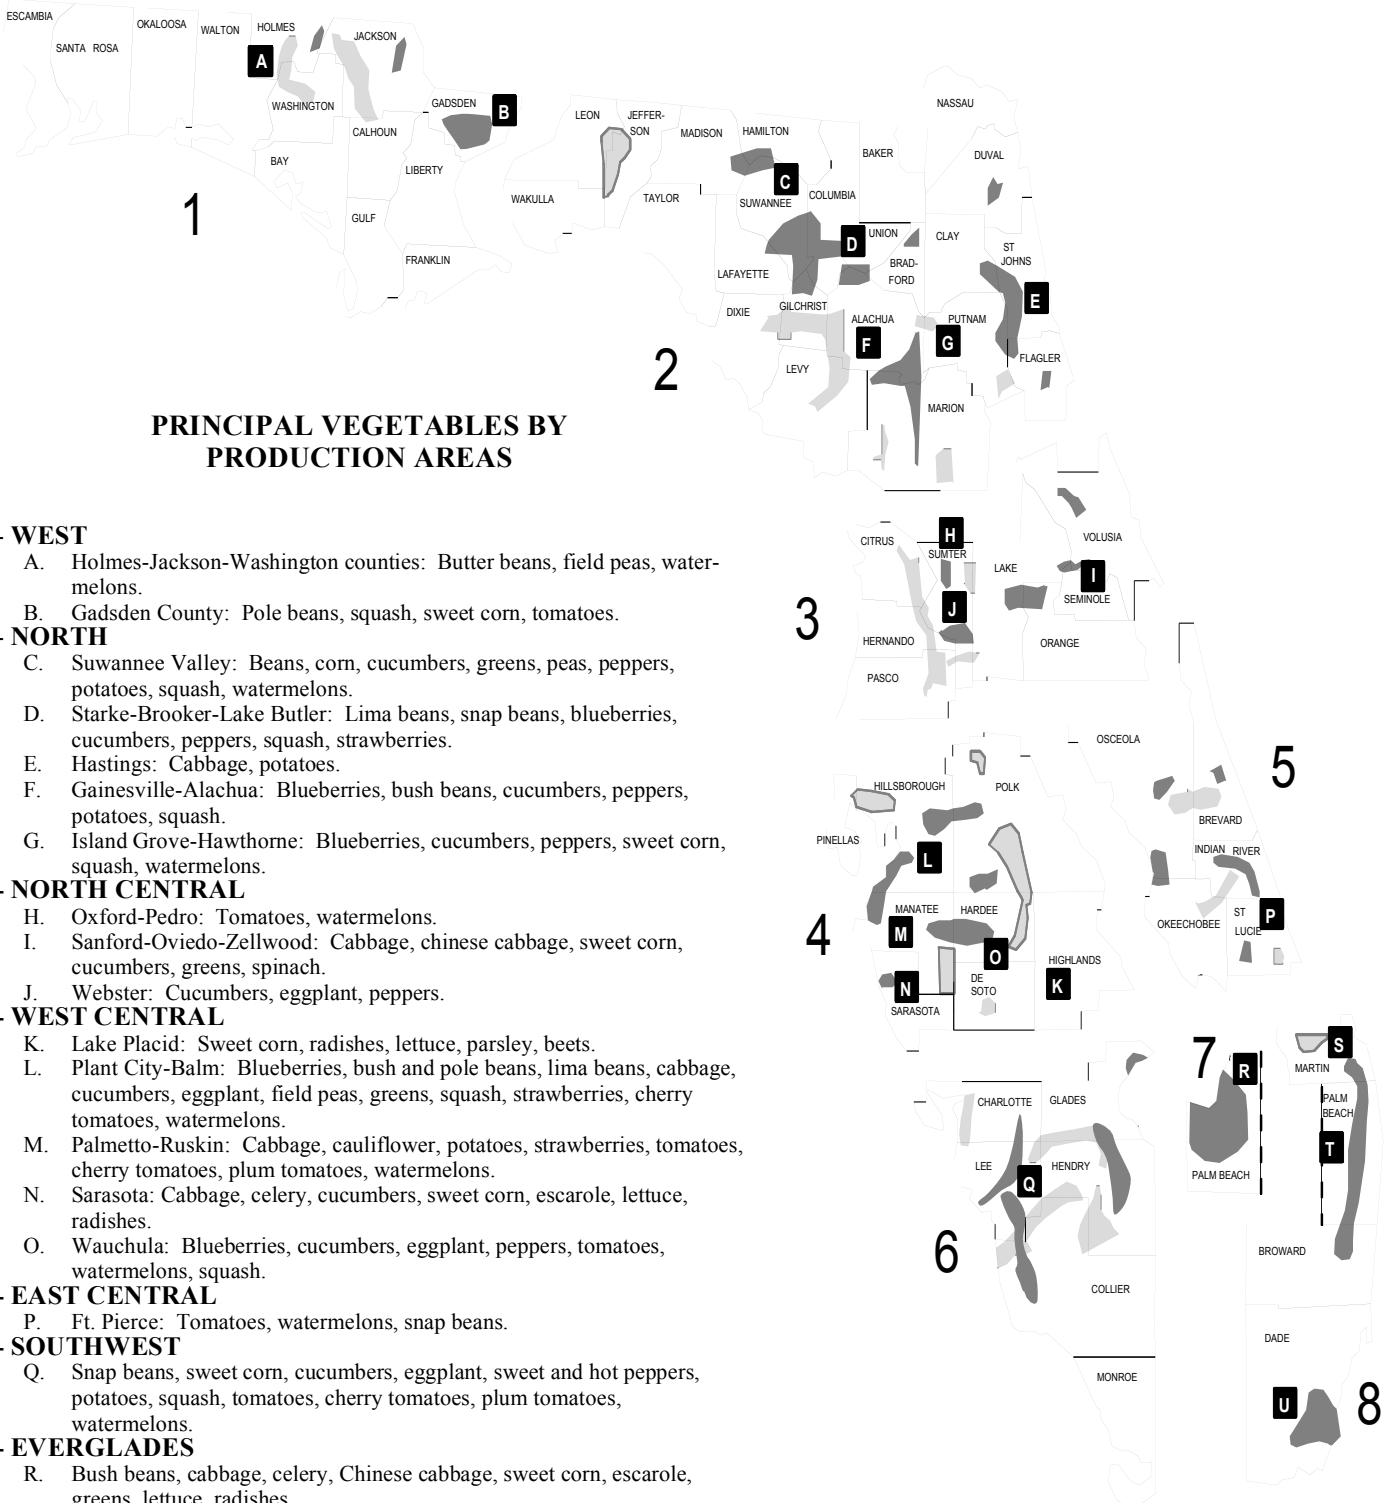 ESCAMBIA
SANTA ROSA
OKALOOSA
WALTON
HOLMES
JACKSON
A
WASHINGTON
GADSDEN
B
CALHOUN
BAY
LIBERTY
GULF
FRANKLIN
1
LEON
JEFFER-
SON
MADISON
HAMILTON
WAKULLA
TAYLOR
C
SUWANNEE
COLUMBIA
BAKER
NASSAU
DUVAL
D
UNION
CLAY
BRAD-
FORD
ST
JOHNS
LAFAYETTE
E
DIXIE
GILCHRIST
ALACHUA
F
G
PUTNAM
FLAGLER
2
LEVY
MARION
PRINCIPAL VEGETABLES BY
PRODUCTION AREAS
- WEST
A. Holmes-Jackson-Washington counties: Butter beans, field peas, water-
melons.
B. Gadsden County: Pole beans, squash, sweet corn, tomatoes.
- NORTH
C. Suwannee Valley: Beans, corn, cucumbers, greens, peas, peppers,
potatoes, squash, watermelons.
D. Starke-Brooker-Lake Butler: Lima beans, snap beans, blueberries,
cucumbers, peppers, squash, strawberries.
E. Hastings: Cabbage, potatoes.
F. Gainesville-Alachua: Blueberries, bush beans, cucumbers, peppers,
potatoes, squash.
G. Island Grove-Hawthorne: Blueberries, cucumbers, peppers, sweet corn,
squash, watermelons.
- NORTH CENTRAL
H. Oxford-Pedro: Tomatoes, watermelons.
I. Sanford-Oviedo-Zellwood: Cabbage, chinese cabbage, sweet corn,
cucumbers, greens, spinach.
J. Webster: Cucumbers, eggplant, peppers.
- WEST CENTRAL
K. Lake Placid: Sweet corn, radishes, lettuce, parsley, beets.
L. Plant City-Balm: Blueberries, bush and pole beans, lima beans, cabbage,
cucumbers, eggplant, field peas, greens, squash, strawberries, cherry
tomatoes, watermelons.
M. Palmetto-Ruskin: Cabbage, cauliflower, potatoes, strawberries, tomatoes,
cherry tomatoes, plum tomatoes, watermelons.
N. Sarasota: Cabbage, celery, cucumbers, sweet corn, escarole, lettuce,
radishes.
O. Wauchula: Blueberries, cucumbers, eggplant, peppers, tomatoes,
watermelons, squash.
- EAST CENTRAL
P. Ft. Pierce: Tomatoes, watermelons, snap beans.
- SOUTHWEST
Q. Snap beans, sweet corn, cucumbers, eggplant, sweet and hot peppers,
potatoes, squash, tomatoes, cherry tomatoes, plum tomatoes,
watermelons.
- EVERGLADES
R. Bush beans, cabbage, celery, Chinese cabbage, sweet corn, escarole,
greens, lettuce, radishes
CITRUS
H
SUMTER
LAKE
VOLUSIA
I
SEMINOLE
3
J
HERNANDO
ORANGE
PASCO
OSCEOLA
5
HILLSBOROUGH
POLK
PINELLAS
BREVARD
L
INDIAN RIVER
MANATEE
HARDEE
4
M
OKEECHOBEE
ST
LUCIE
P
O
HIGHLANDS
N
DE
SOTO
K
SARASOTA
7
R
S
MARTIN
CHARLOTTE
GLADES
PALM
BEACH
T
LEE
HENDRY
PALM BEACH
Q
6
BROWARD
COLLIER
DADE
MONROE
U
8